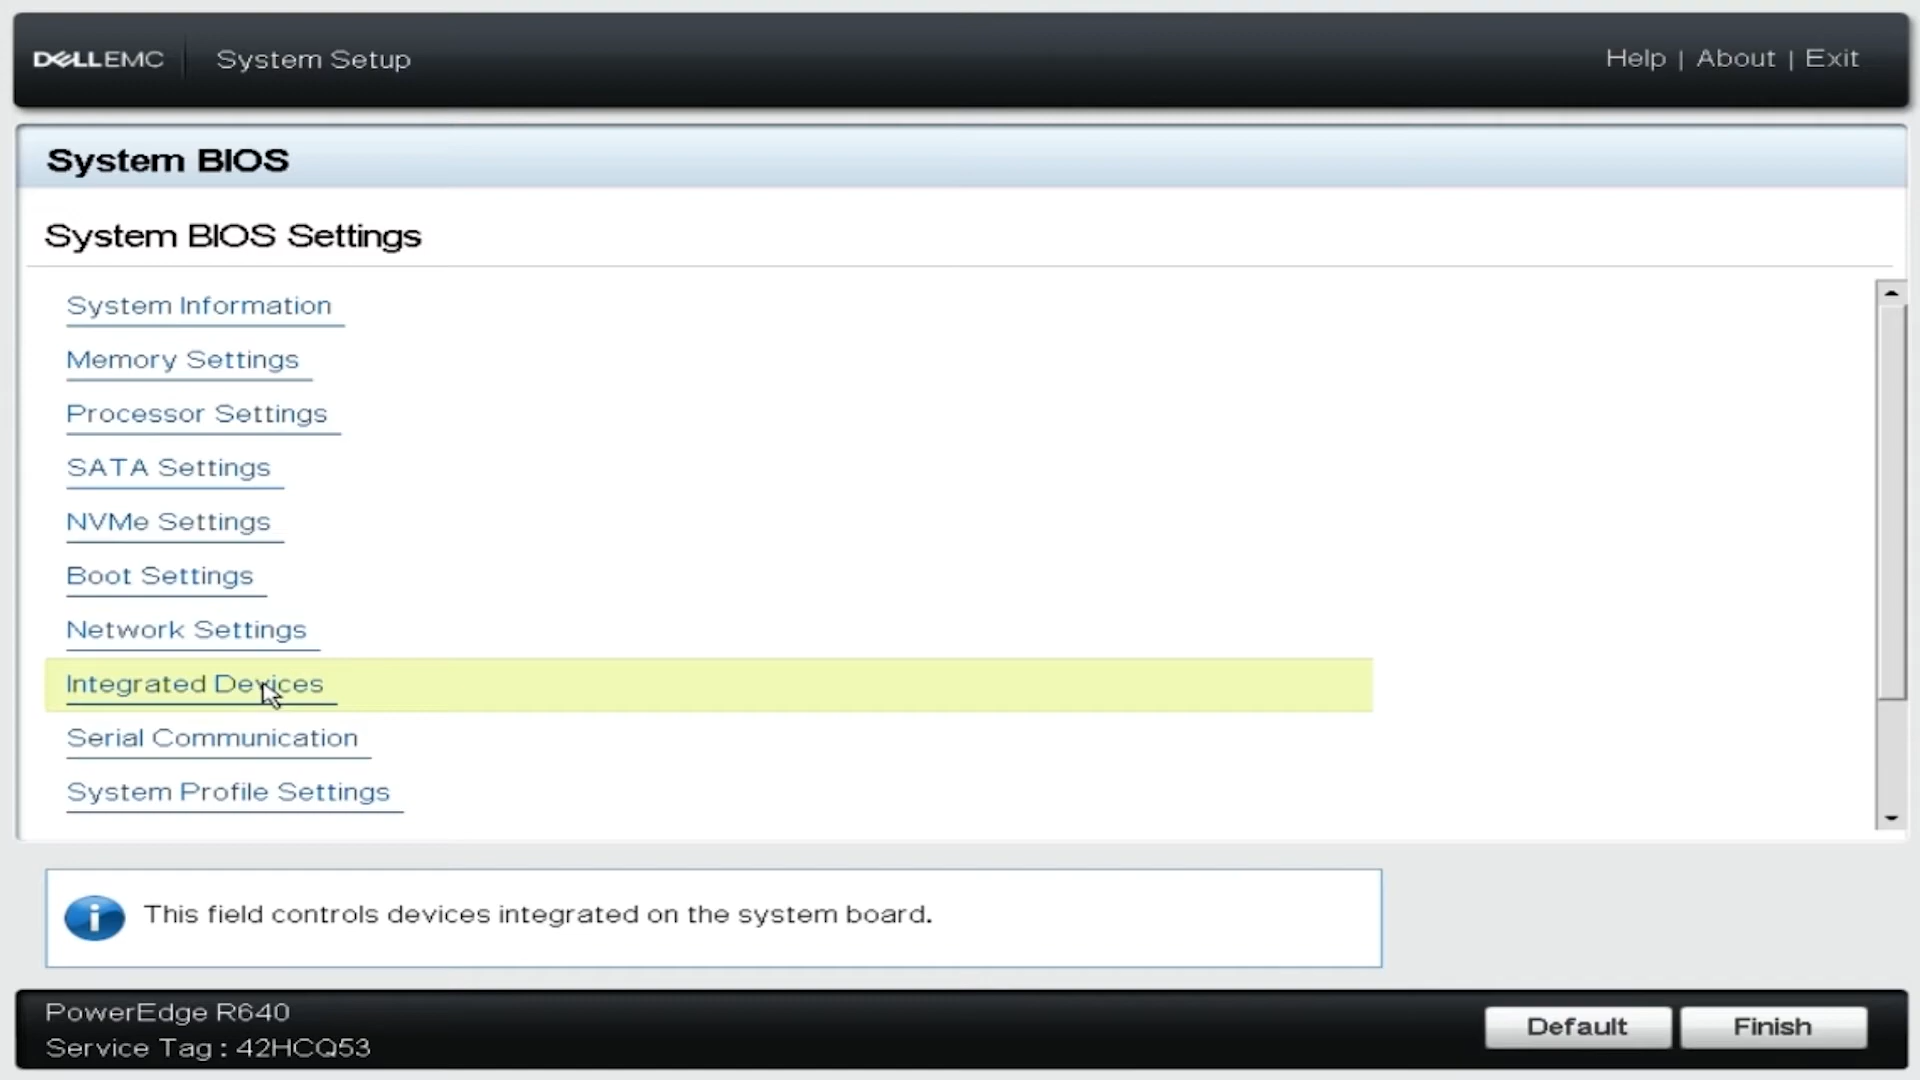 DELLEMC System Setup Help | About | Exit
System BIOS
System BIOS Settings
System Information
Memory Settings
Processor Settings
SATA Settings
NVMe Settings
Boot Settings
Network Settings
Integrated Devices
Serial Communication
System Profile Settings
This field controls devices integrated on the system board.
PowerEdge R640
Service Tag : 42HCQ53
Default Finish